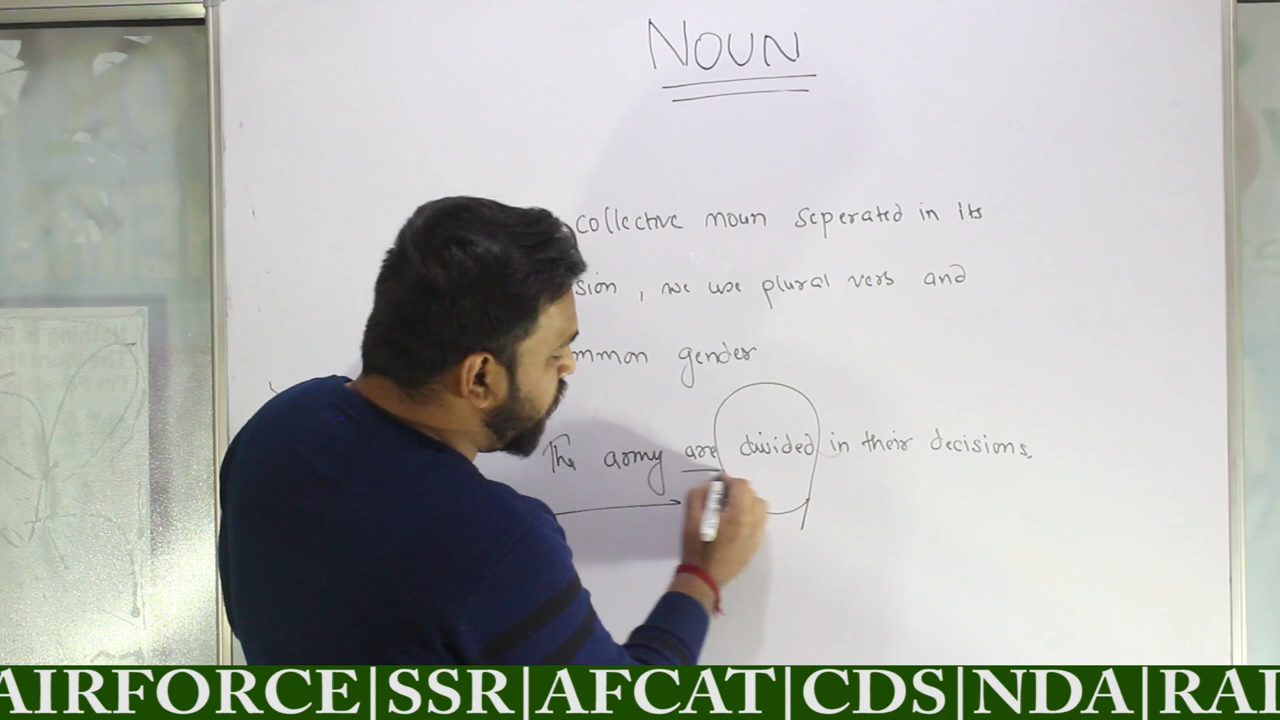 NOUN
collective noun seperated in its
sion , we use plural verb and
mmon gender
The army are divided in their decisions.
AIRFORCE|SSR|AFCAT|CDS|NDA|RAI